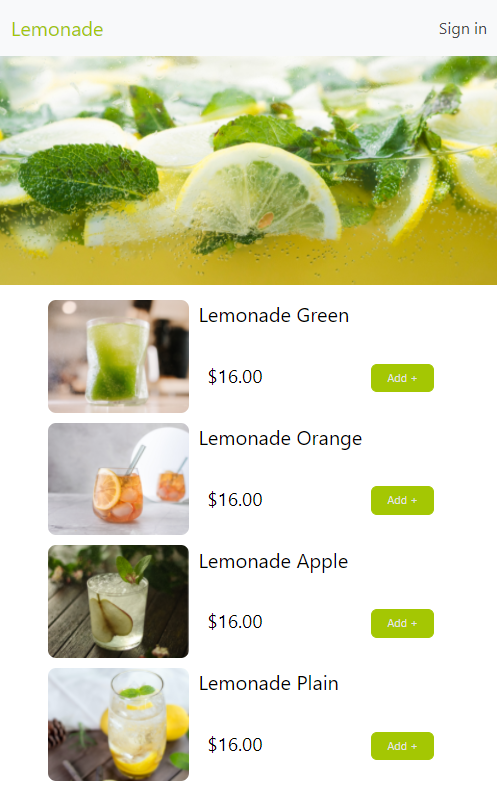 Lemonade
Sign in
Lemonade Green
$16.00
Add +
Lemonade Orange
$16.00
Add +
Lemonade Apple
$16.00
Add +
Lemonade Plain
$16.00
Add +